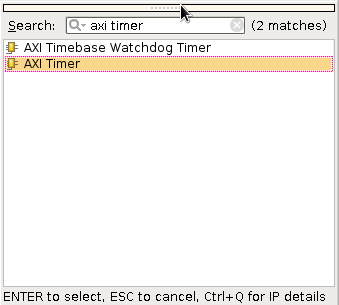 Search: axi timer (2 matches)
AXI Timebase Watchdog Timer
AXI Timer
ENTER to select, ESC to cancel, Ctrl+Q for IP details